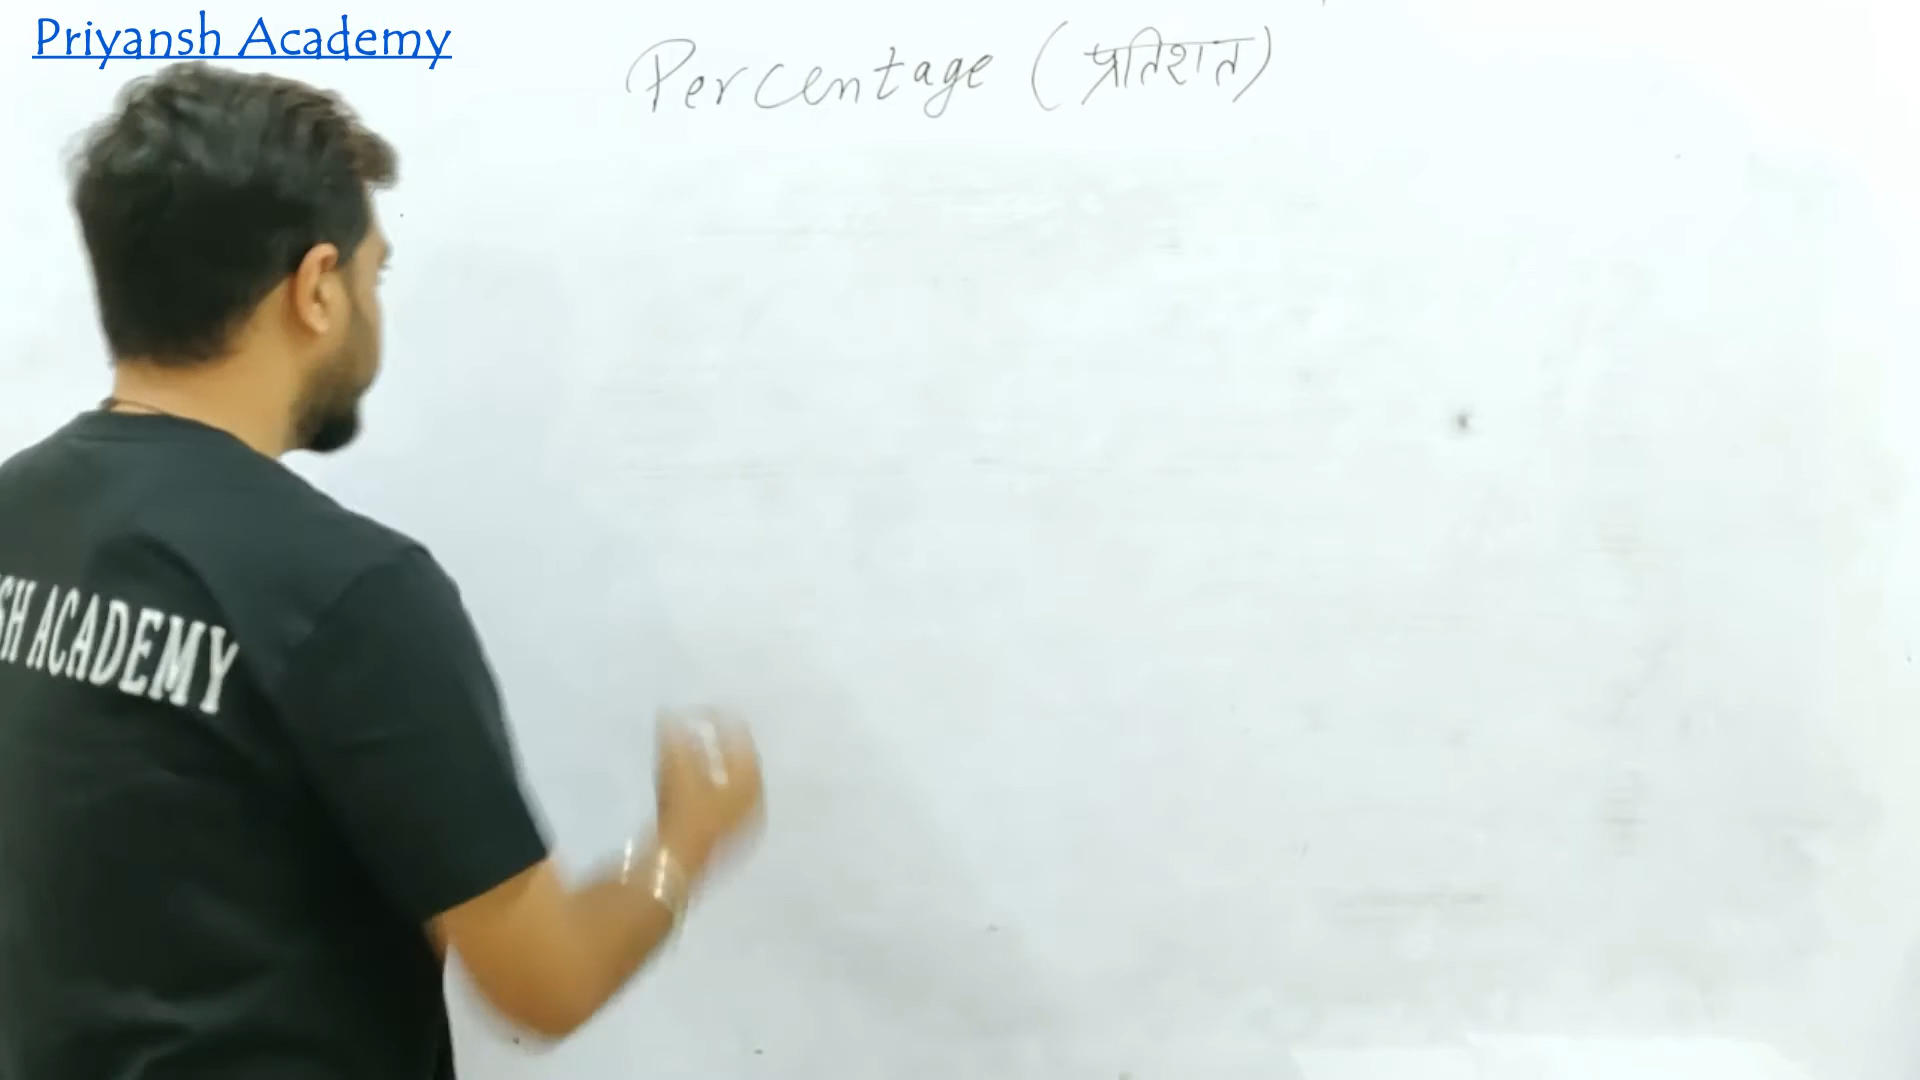 Priyansh Academy
Percentage (प्रतिशत)
SH ACADEMY